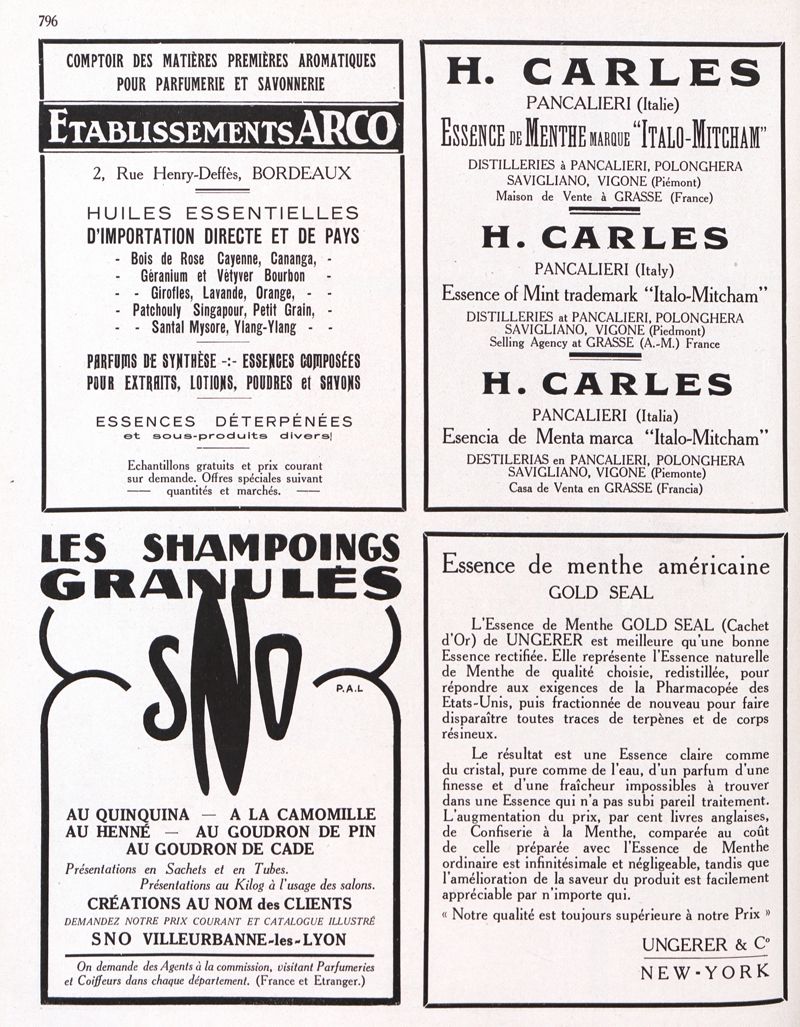 796
COMPTOIR DES MATIÈRES PREMIÈRES AROMATIQUES
POUR PARFUMERIE ET SAVONNERIE
ETABLISSEMENTS ARCO
2, Rue Henry-Deffès, BORDEAUX
HUILES ESSENTIELLES
D'IMPORTATION DIRECTE ET DE PAYS
- Bois de Rose Cayenne, Cananga, -
- Géranium et Vétyver Bourbon -
- - Girofles, Lavande, Orange, - -
- Patchouly Singapour, Petit Grain, -
- - Santal Mysore, Ylang-Ylang - -
PARFUMS DE SYNTHÈSE -:- ESSENCES COMPOSÉES
POUR EXTRAITS, LOTIONS, POUDRES et SAVONS
ESSENCES DÉTERPÉNÉES
et sous-produits divers
Echantillons gratuits et prix courant
sur demande. Offres spéciales suivant
quantités et marchés.
H. CARLES
PANCALIERI (Italie)
ESSENCE DE MENTHE MARQUE "ITALO-MITCHAM"
DISTILLERIES à PANCALIERI, POLONGHERA
SAVIGLIANO, VIGONE (Piémont)
Maison de Vente à GRASSE (France)
H. CARLES
PANCALIERI (Italy)
Essence of Mint trademark "Italo-Mitcham"
DISTILLERIES at PANCALIERI, POLONGHERA
SAVIGLIANO, VIGONE (Piedmont)
Selling Agency at GRASSE (A.-M.) France
H. CARLES
PANCALIERI (Italia)
Esencia de Menta marca "Italo-Mitcham"
DESTILERIAS en PANCALIERI, POLONGHERA
SAVIGLIANO, VIGONE (Piemonte)
Casa de Venta en GRASSE (Francia)
LES SHAMPOINGS
GRANULÉS
SNO
P.A.L
AU QUINQUINA — A LA CAMOMILLE
AU HENNÉ — AU GOUDRON DE PIN
AU GOUDRON DE CADE
Présentations en Sachets et en Tubes.
Présentations au Kilog à l'usage des salons.
CRÉATIONS AU NOM des CLIENTS
DEMANDEZ NOTRE PRIX COURANT ET CATALOGUE ILLUSTRÉ
SNO VILLEURBANNE-les-LYON
On demande des Agents à la commission, visitant Parfumeries
et Coiffeurs dans chaque département. (France et Etranger.)
Essence de menthe américaine
GOLD SEAL
L'Essence de Menthe GOLD SEAL (Cachet
d'Or) de UNGERER est meilleure qu'une bonne
Essence rectifiée. Elle représente l'Essence naturelle
de Menthe de qualité choisie, redistillée, pour
répondre aux exigences de la Pharmacopée des
Etats-Unis, puis fractionnée de nouveau pour faire
disparaître toutes traces de terpènes et de corps
résineux.
Le résultat est une Essence claire comme
du cristal, pure comme de l'eau, d'un parfum d'une
finesse et d'une fraîcheur impossibles à trouver
dans une Essence qui n'a pas subi pareil traitement.
L'augmentation du prix, par cent livres anglaises,
de Confiserie à la Menthe, comparée au coût
de celle préparée avec l'Essence de Menthe
ordinaire est infinitésimale et négligeable, tandis que
l'amélioration de la saveur du produit est facilement
appréciable par n'importe qui.
« Notre qualité est toujours supérieure à notre Prix »
UNGERER & Co
NEW-YORK